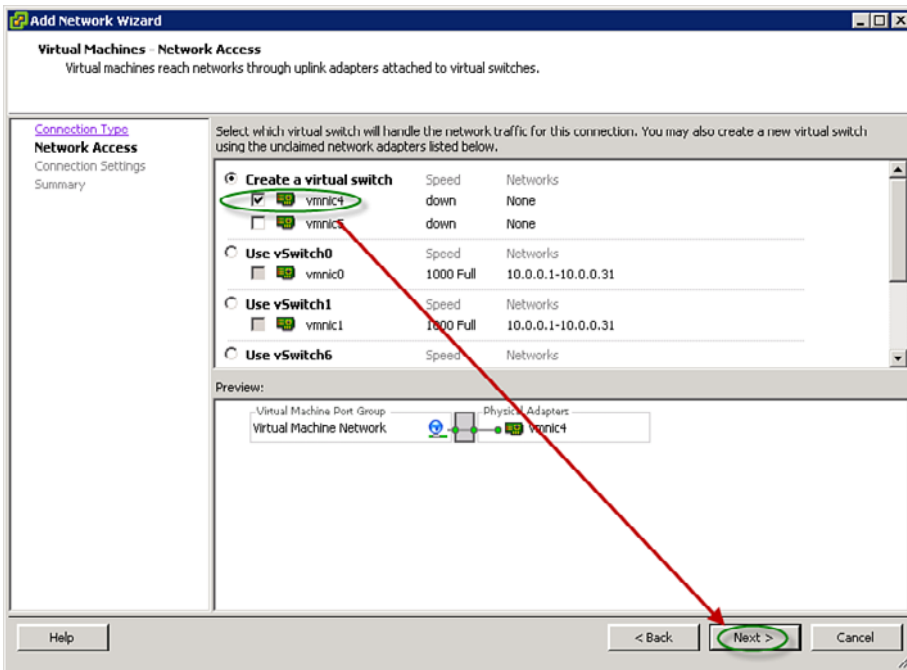 Add Network Wizard
Virtual Machines - Network Access
Virtual machines reach networks through uplink adapters attached to virtual switches.
Connection Type
Network Access
Connection Settings
Summary
Select which virtual switch will handle the network traffic for this connection. You may also create a new virtual switch
using the unclaimed network adapters listed below.
Create a virtual switch Speed Networks
vmnic4 down None
vmnic5 down None
Use vSwitch0 Speed Networks
vmnic0 1000 Full 10.0.0.1-10.0.0.31
Use vSwitch1 Speed Networks
vmnic1 1000 Full 10.0.0.1-10.0.0.31
Use vSwitch6 Speed Networks
Preview:
Virtual Machine Port Group Physical Adapters
Virtual Machine Network vmnic4
Help < Back Next > Cancel